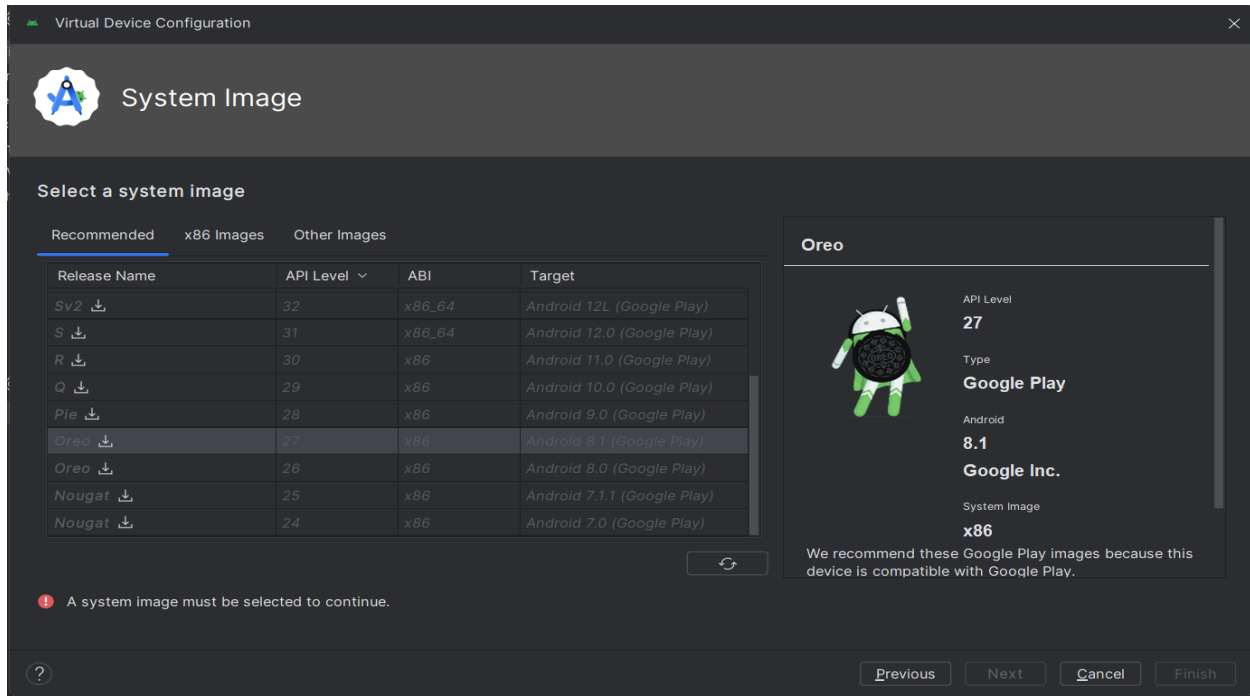 Virtual Device Configuration
System Image
Select a system image
Recommended x86 Images Other Images
Release Name API Level ABI Target
Sv2 32 x86_64 Android 12L (Google Play)
S 31 x86_64 Android 12.0 (Google Play)
R 30 x86 Android 11.0 (Google Play)
Q 29 x86 Android 10.0 (Google Play)
Pie 28 x86 Android 9.0 (Google Play)
Oreo 27 x86 Android 8.1 (Google Play)
Oreo 26 x86 Android 8.0 (Google Play)
Nougat 25 x86 Android 7.1.1 (Google Play)
Nougat 24 x86 Android 7.0 (Google Play)
Oreo
OREO
API Level
27
Type
Google Play
Android
8.1
Google Inc.
System Image
x86
We recommend these Google Play images because this
device is compatible with Google Play.
A system image must be selected to continue.
?
Previous Next Cancel Finish